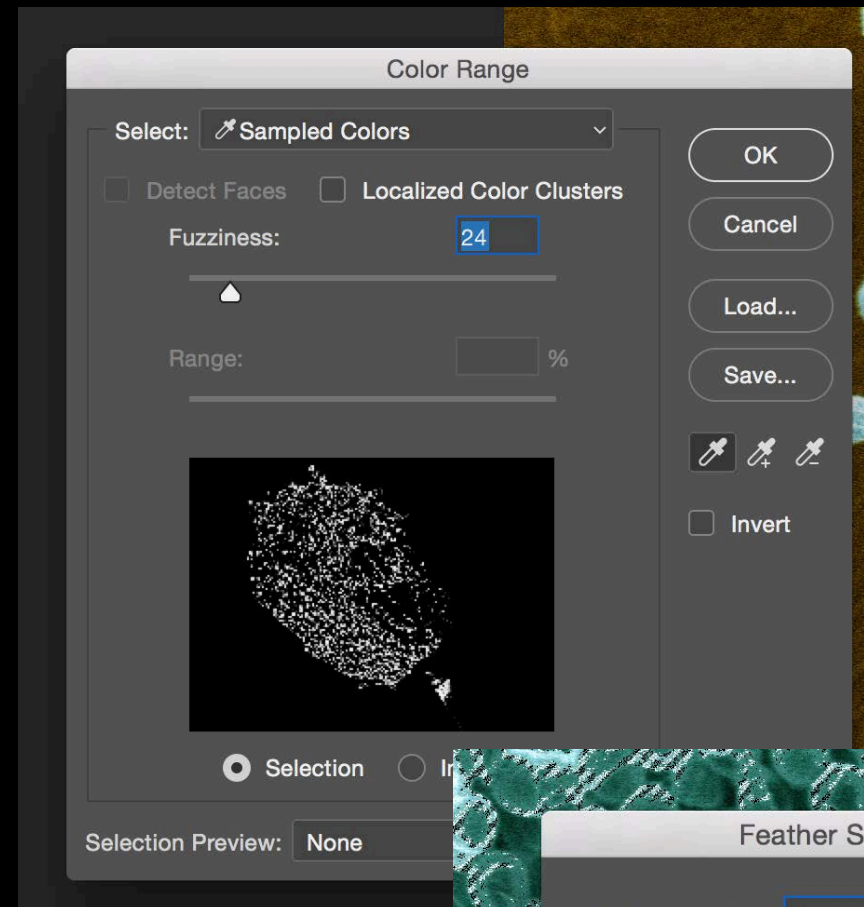 Color Range
Select: Sampled Colors
OK
Detect Faces Localized Color Clusters
Cancel
Fuzziness: 24
Load...
Range: %
Save...
Invert
Selection
Selection Preview: None
Feather S